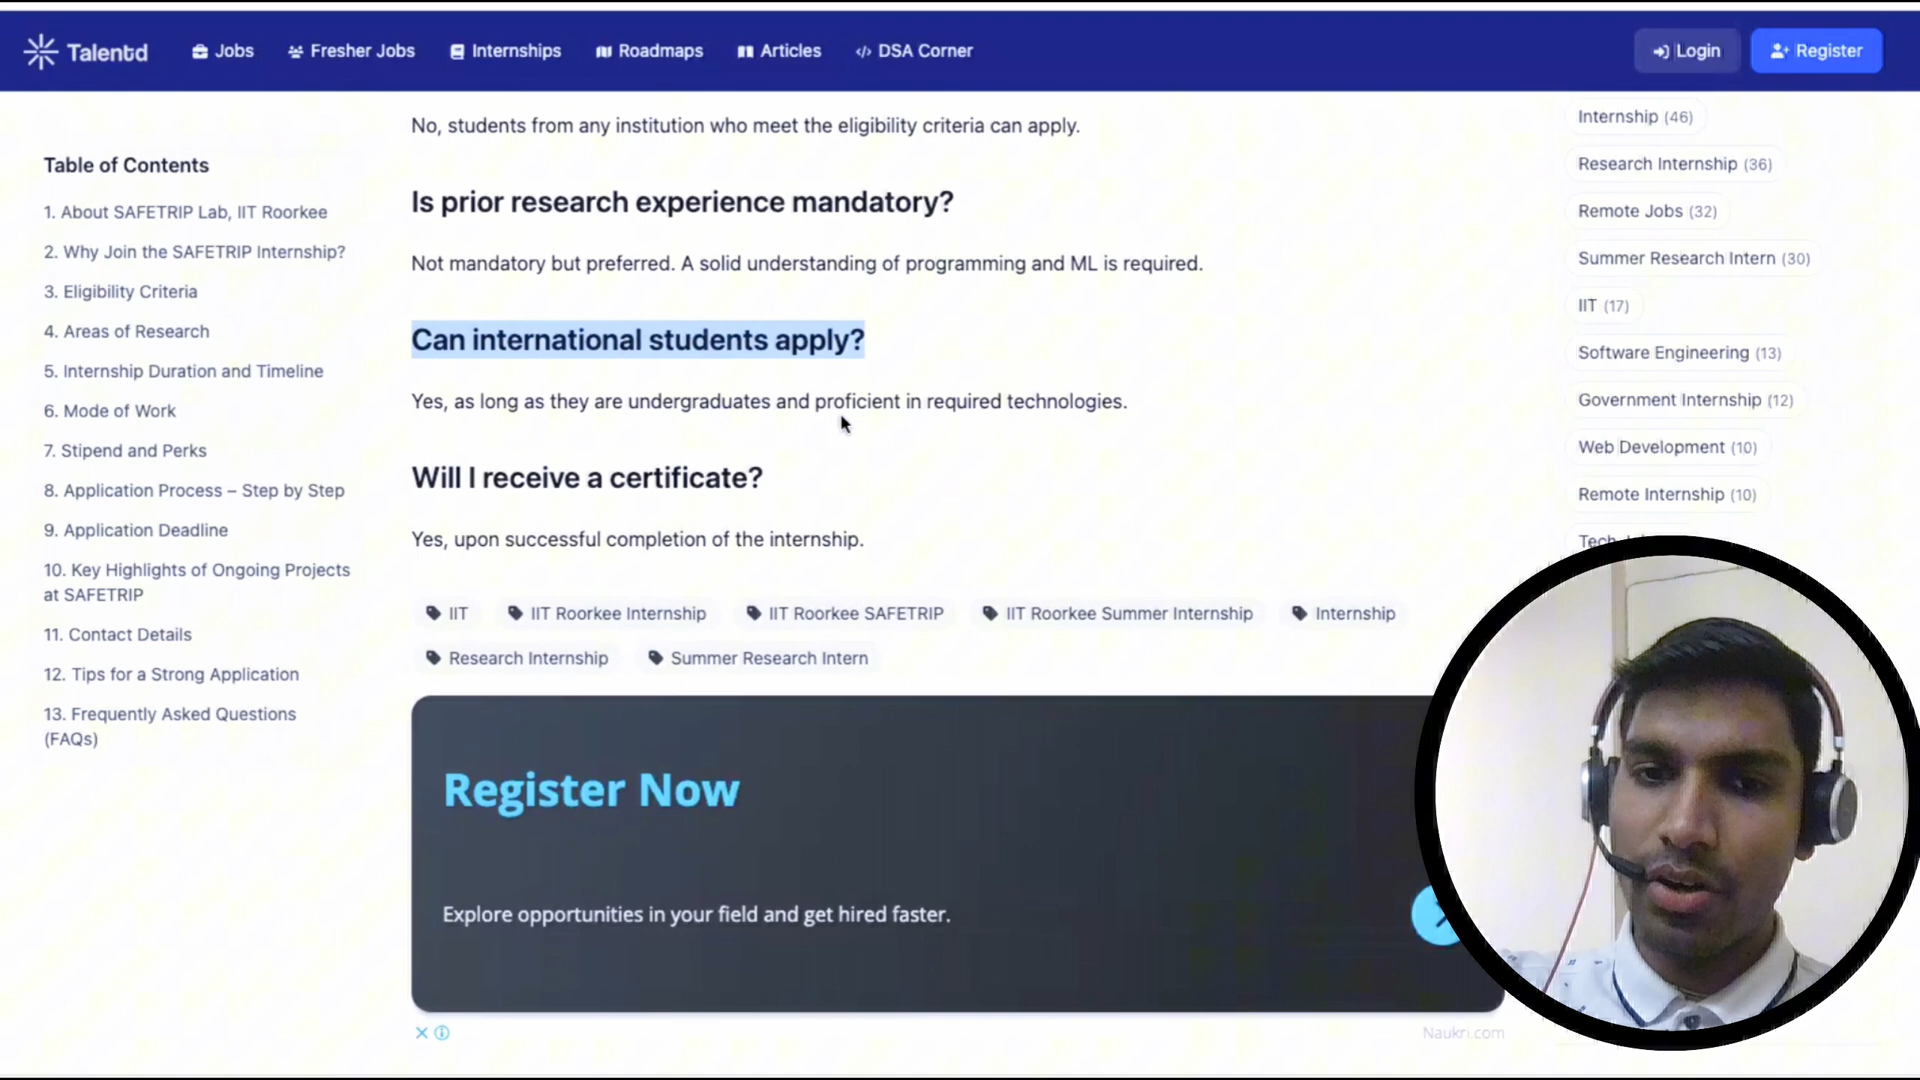 Talentd
Jobs
Fresher Jobs
Internships
Roadmaps
Articles
DSA Corner
Login
Register
Table of Contents
1. About SAFETRIP Lab, IIT Roorkee
2. Why Join the SAFETRIP Internship?
3. Eligibility Criteria
4. Areas of Research
5. Internship Duration and Timeline
6. Mode of Work
7. Stipend and Perks
8. Application Process – Step by Step
9. Application Deadline
10. Key Highlights of Ongoing Projects
at SAFETRIP
11. Contact Details
12. Tips for a Strong Application
13. Frequently Asked Questions
(FAQs)
No, students from any institution who meet the eligibility criteria can apply.
Is prior research experience mandatory?
Not mandatory but preferred. A solid understanding of programming and ML is required.
Can international students apply?
Yes, as long as they are undergraduates and proficient in required technologies.
Will I receive a certificate?
Yes, upon successful completion of the internship.
IIT
IIT Roorkee Internship
IIT Roorkee SAFETRIP
IIT Roorkee Summer Internship
Internship
Research Internship
Summer Research Intern
Register Now
Explore opportunities in your field and get hired faster.
Naukri.com
Internship (46)
Research Internship (36)
Remote Jobs (32)
Summer Research Intern (30)
IIT (17)
Software Engineering (13)
Government Internship (12)
Web Development (10)
Remote Internship (10)
Tech